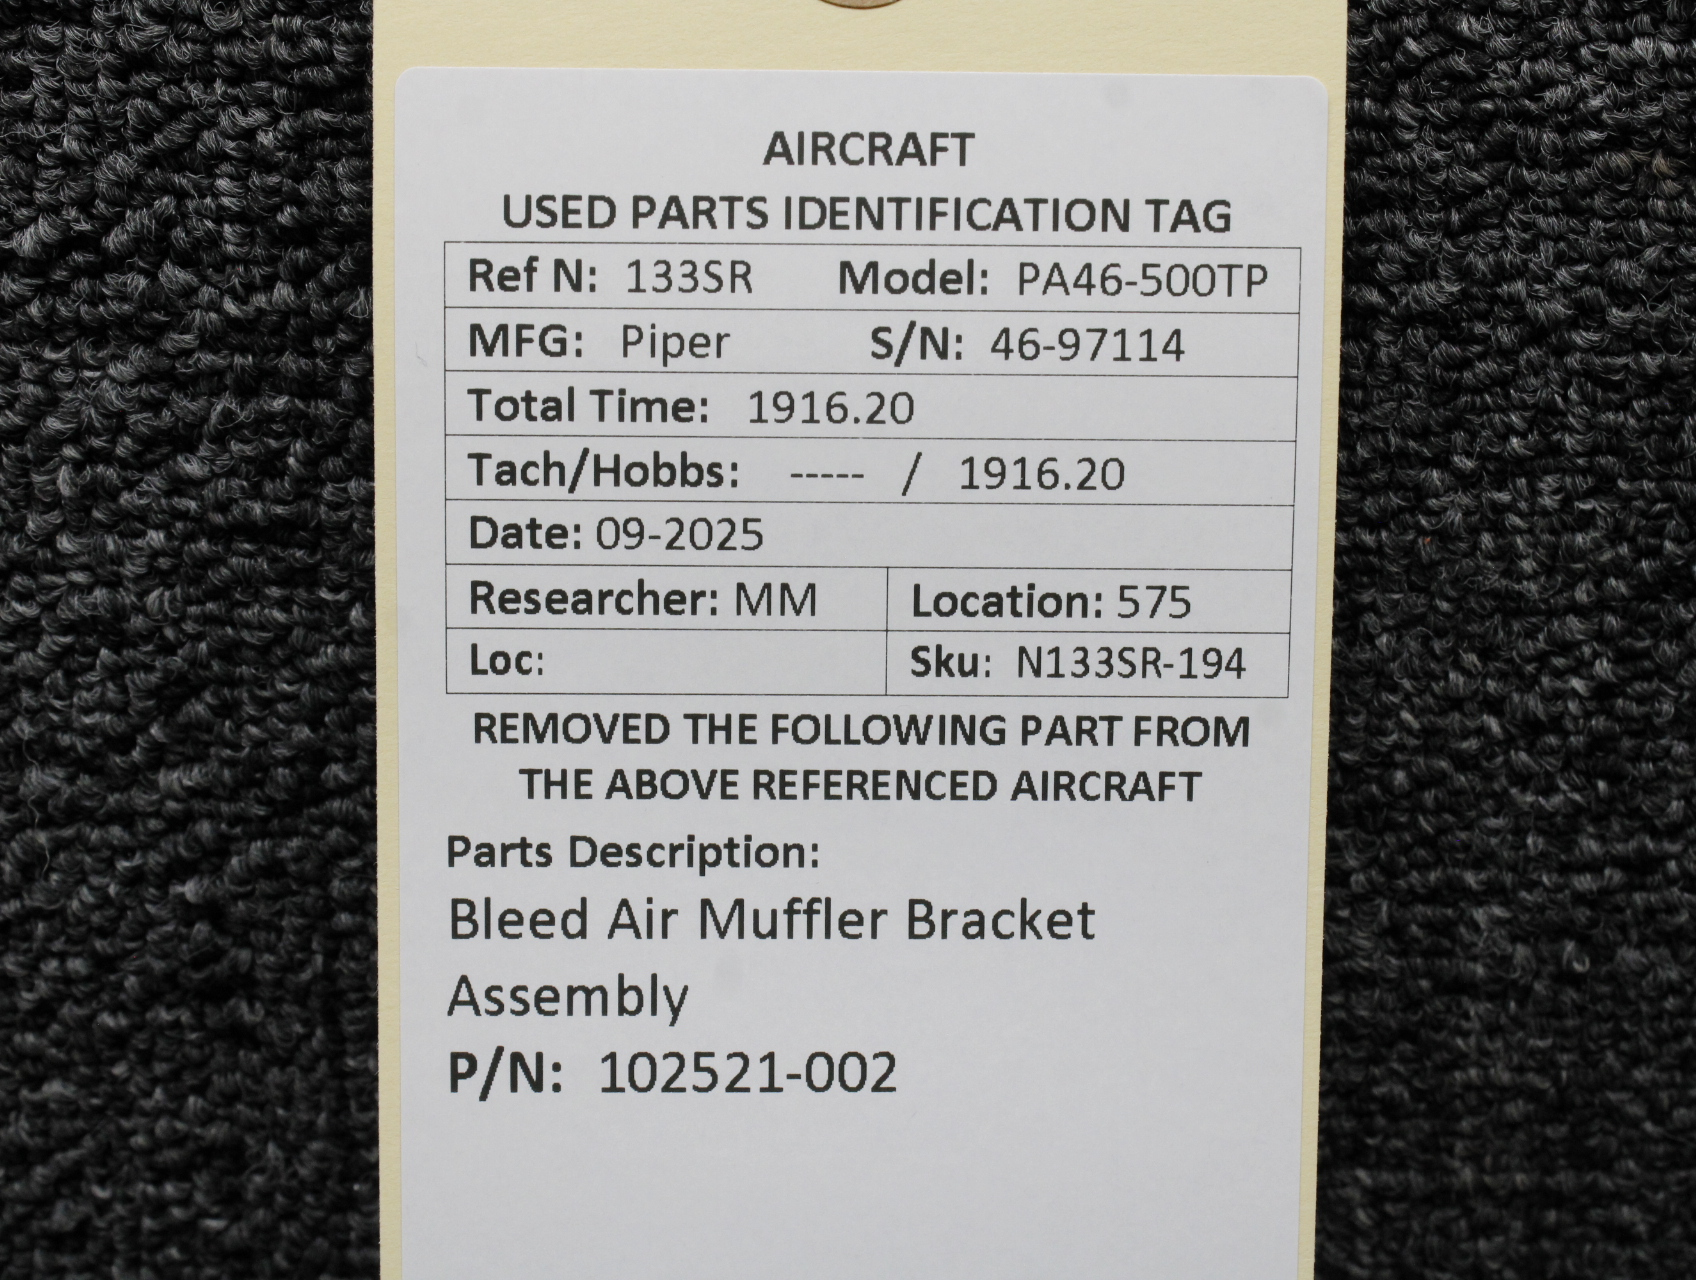 AIRCRAFT
USED PARTS IDENTIFICATION TAG
Ref N: 133SR Model: PA46-500TP
MFG: Piper S/N: 46-97114
Total Time: 1916.20
Tach/Hobbs: ----- / 1916.20
Date: 09-2025
Researcher: MM Location: 575
Loc: Sku: N133SR-194
REMOVED THE FOLLOWING PART FROM
THE ABOVE REFERENCED AIRCRAFT
Parts Description:
Bleed Air Muffler Bracket
Assembly
P/N: 102521-002